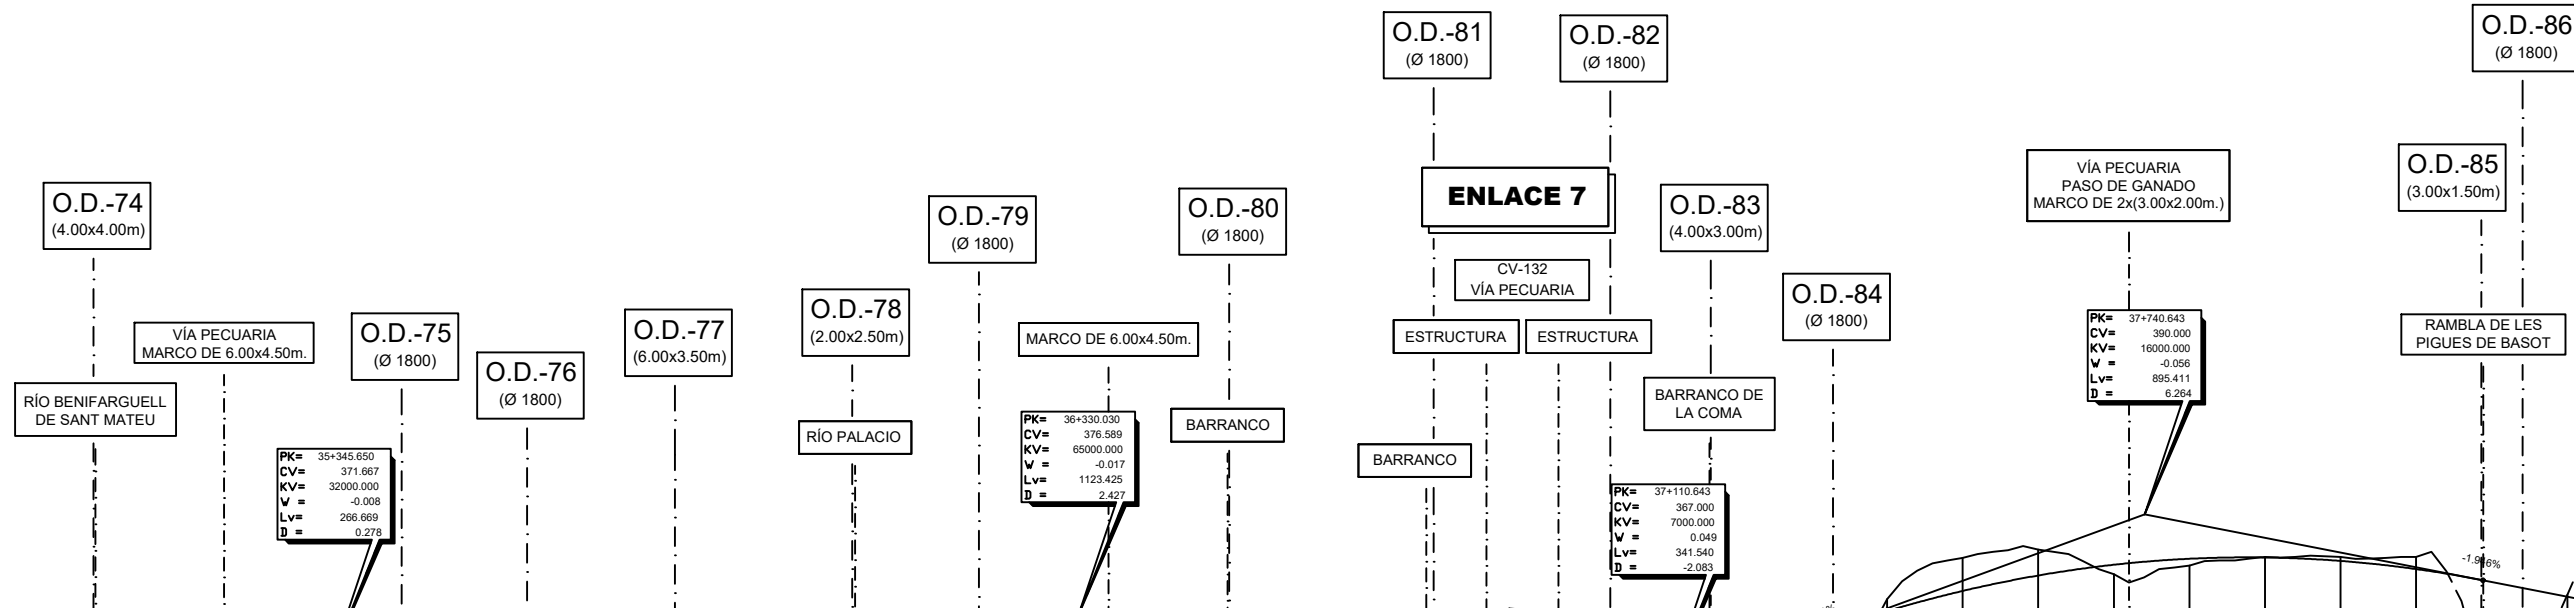 O.D.-74
(4.00x4.00m)
RÍO BENIFARGUELL
DE SANT MATEU
VÍA PECUARIA
MARCO DE 6.00x4.50m.
PK= 35+345.650
CV= 371.667
KV= 32000.000
W = -0.008
Lv= 266.669
D = 0.278
O.D.-75
(Ø 1800)
O.D.-76
(Ø 1800)
O.D.-77
(6.00x3.50m)
O.D.-78
(2.00x2.50m)
RÍO PALACIO
O.D.-79
(Ø 1800)
MARCO DE 6.00x4.50m.
PK= 36+330.030
CV= 376.589
KV= 65000.000
W = -0.017
Lv= 1123.425
D = 2.427
O.D.-80
(Ø 1800)
BARRANCO
O.D.-81
(Ø 1800)
O.D.-82
(Ø 1800)
ENLACE 7
CV-132
VÍA PECUARIA
ESTRUCTURA
ESTRUCTURA
BARRANCO
O.D.-83
(4.00x3.00m)
BARRANCO DE
LA COMA
PK= 37+110.643
CV= 367.000
KV= 7000.000
W = 0.049
Lv= 341.540
D = -2.083
O.D.-84
(Ø 1800)
VÍA PECUARIA
PASO DE GANADO
MARCO DE 2x(3.00x2.00m.)
PK= 37+740.643
CV= 390.000
KV= 16000.000
W = -0.056
Lv= 895.411
D = 6.264
O.D.-85
(3.00x1.50m)
RAMBLA DE LES
PIGUES DE BASOT
O.D.-86
(Ø 1800)